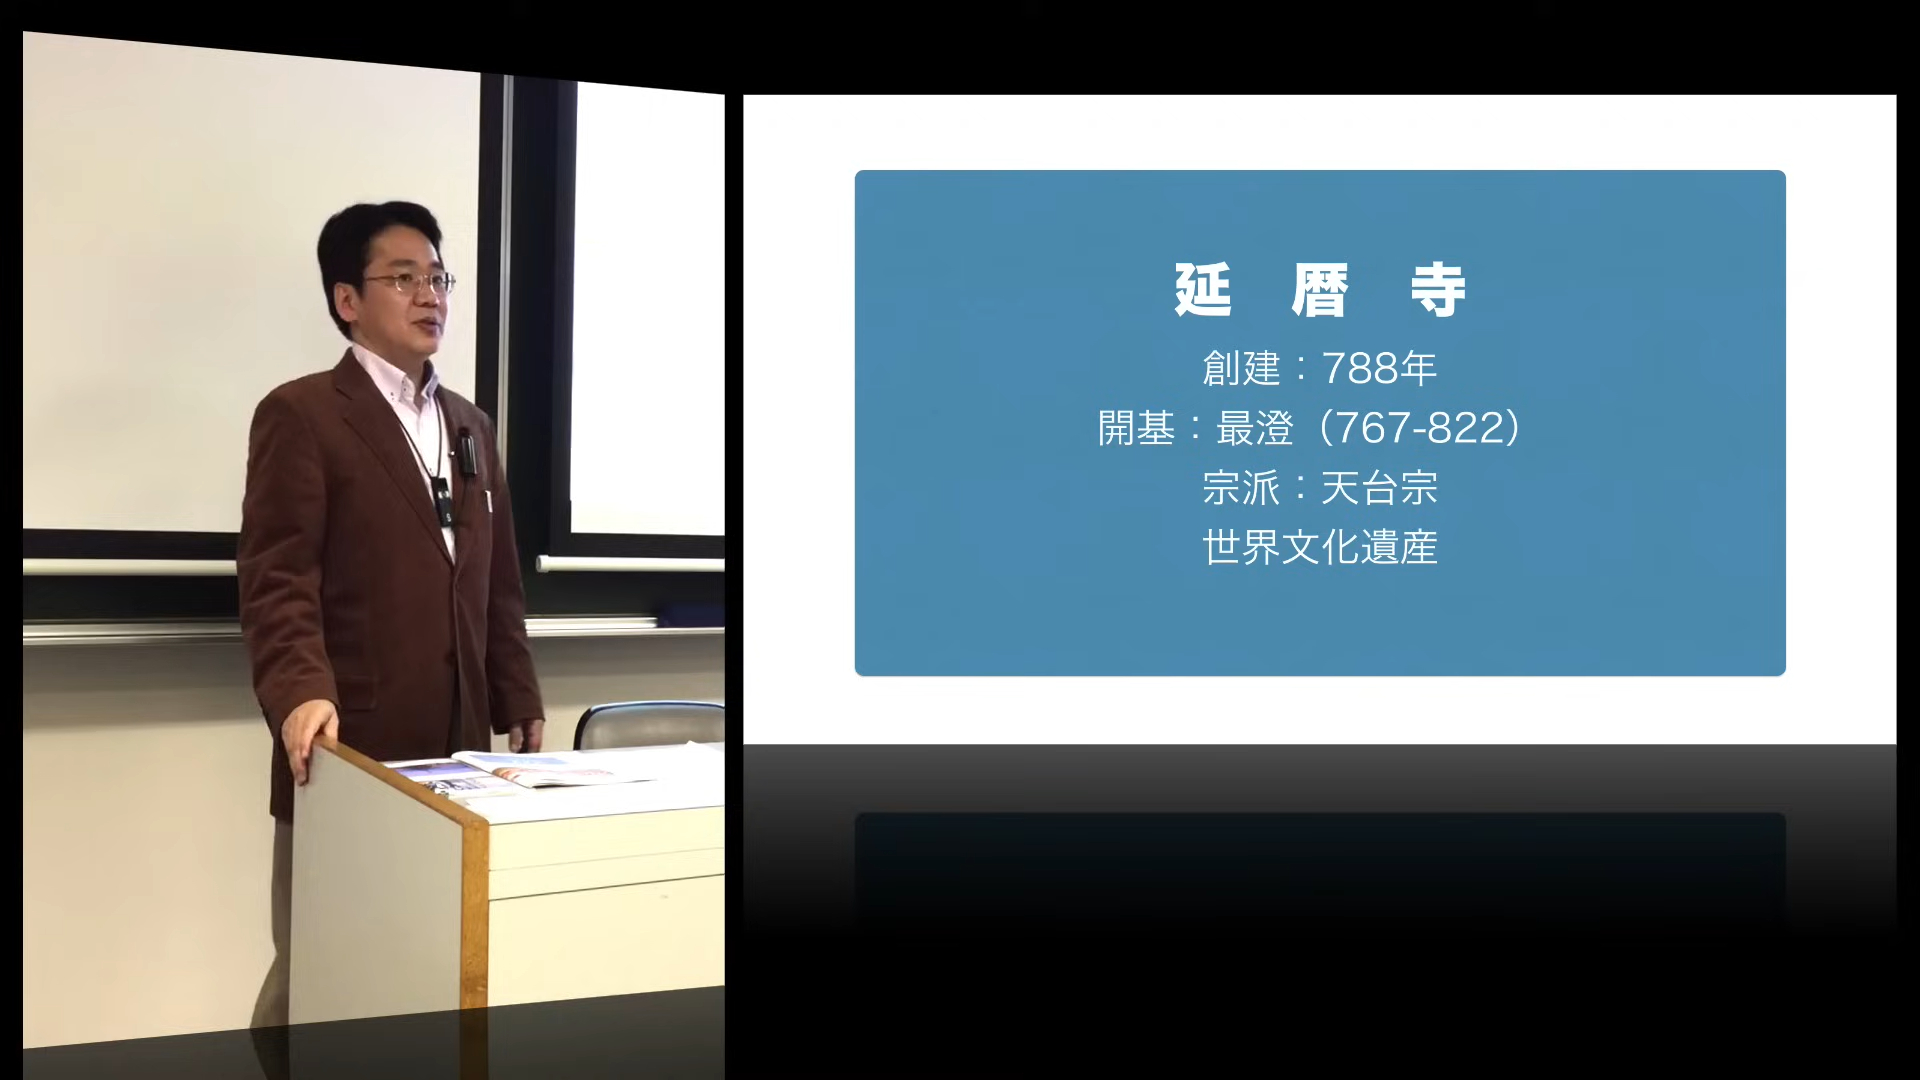 延　暦　寺
創建：788年
開基：最澄（767-822）
宗派：天台宗
世界文化遺産